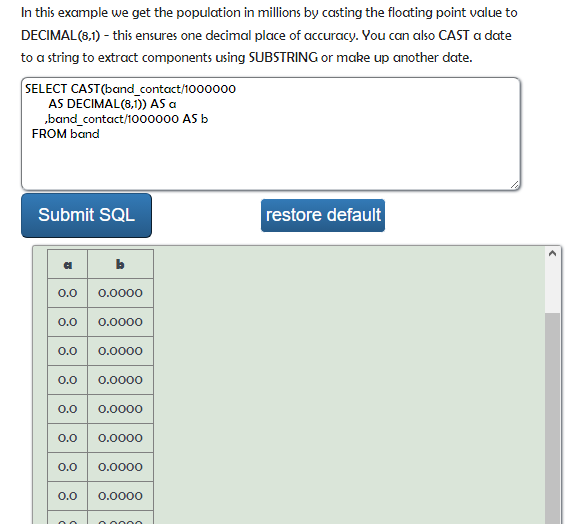 In this example we get the population in millions by casting the floating point value to
DECIMAL(8,1) - this ensures one decimal place of accuracy. You can also CAST a date
to a string to extract components using SUBSTRING or make up another date.
SELECT CAST(band_contact/1000000
AS DECIMAL(8,1)) AS a
,band_contact/1000000 AS b
FROM band
Submit SQL restore default
a b
0.0 0.0000
0.0 0.0000
0.0 0.0000
0.0 0.0000
0.0 0.0000
0.0 0.0000
0.0 0.0000
0.0 0.0000
0.0 0.0000